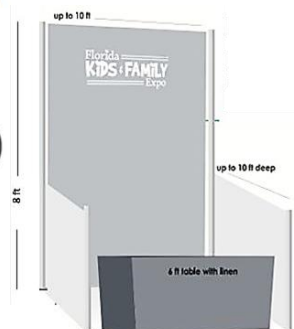 up to 10 ft
Florida
KiDS & FAMiLY
Expo
8 ft
up to 10 ft deep
6 ft table with linen